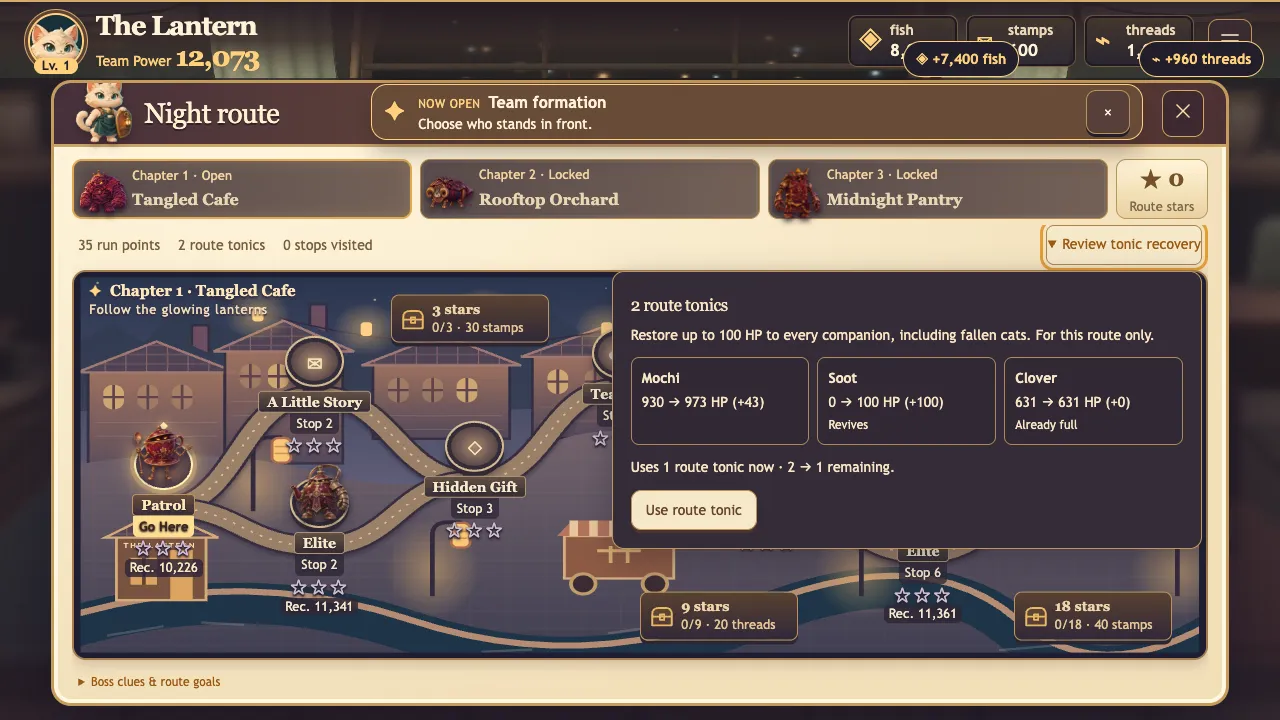 The Lantern
Team Power 12,073
Lv. 1
fish
8,
stamps
threads
1,
+7,400 fish
+960 threads
Night route
NOW OPEN Team formation
Choose who stands in front.
Chapter 1 · Open
Tangled Cafe
Chapter 2 · Locked
Rooftop Orchard
Chapter 3 · Locked
Midnight Pantry
0
Route stars
35 run points 2 route tonics 0 stops visited
▼ Review tonic recovery
Chapter 1 · Tangled Cafe
Follow the glowing lanterns
3 stars
0/3 · 30 stamps
A Little Story
Stop 2
Patrol
Go Here
Rec. 10,226
Elite
Stop 2
Rec. 11,341
Hidden Gift
Stop 3
2 route tonics
Restore up to 100 HP to every companion, including fallen cats. For this route only.
Mochi
930 → 973 HP (+43)
Soot
0 → 100 HP (+100)
Revives
Clover
631 → 631 HP (+0)
Already full
Uses 1 route tonic now · 2 → 1 remaining.
Use route tonic
Elite
Stop 6
Rec. 11,361
9 stars
0/9 · 20 threads
18 stars
0/18 · 40 stamps
▶ Boss clues & route goals